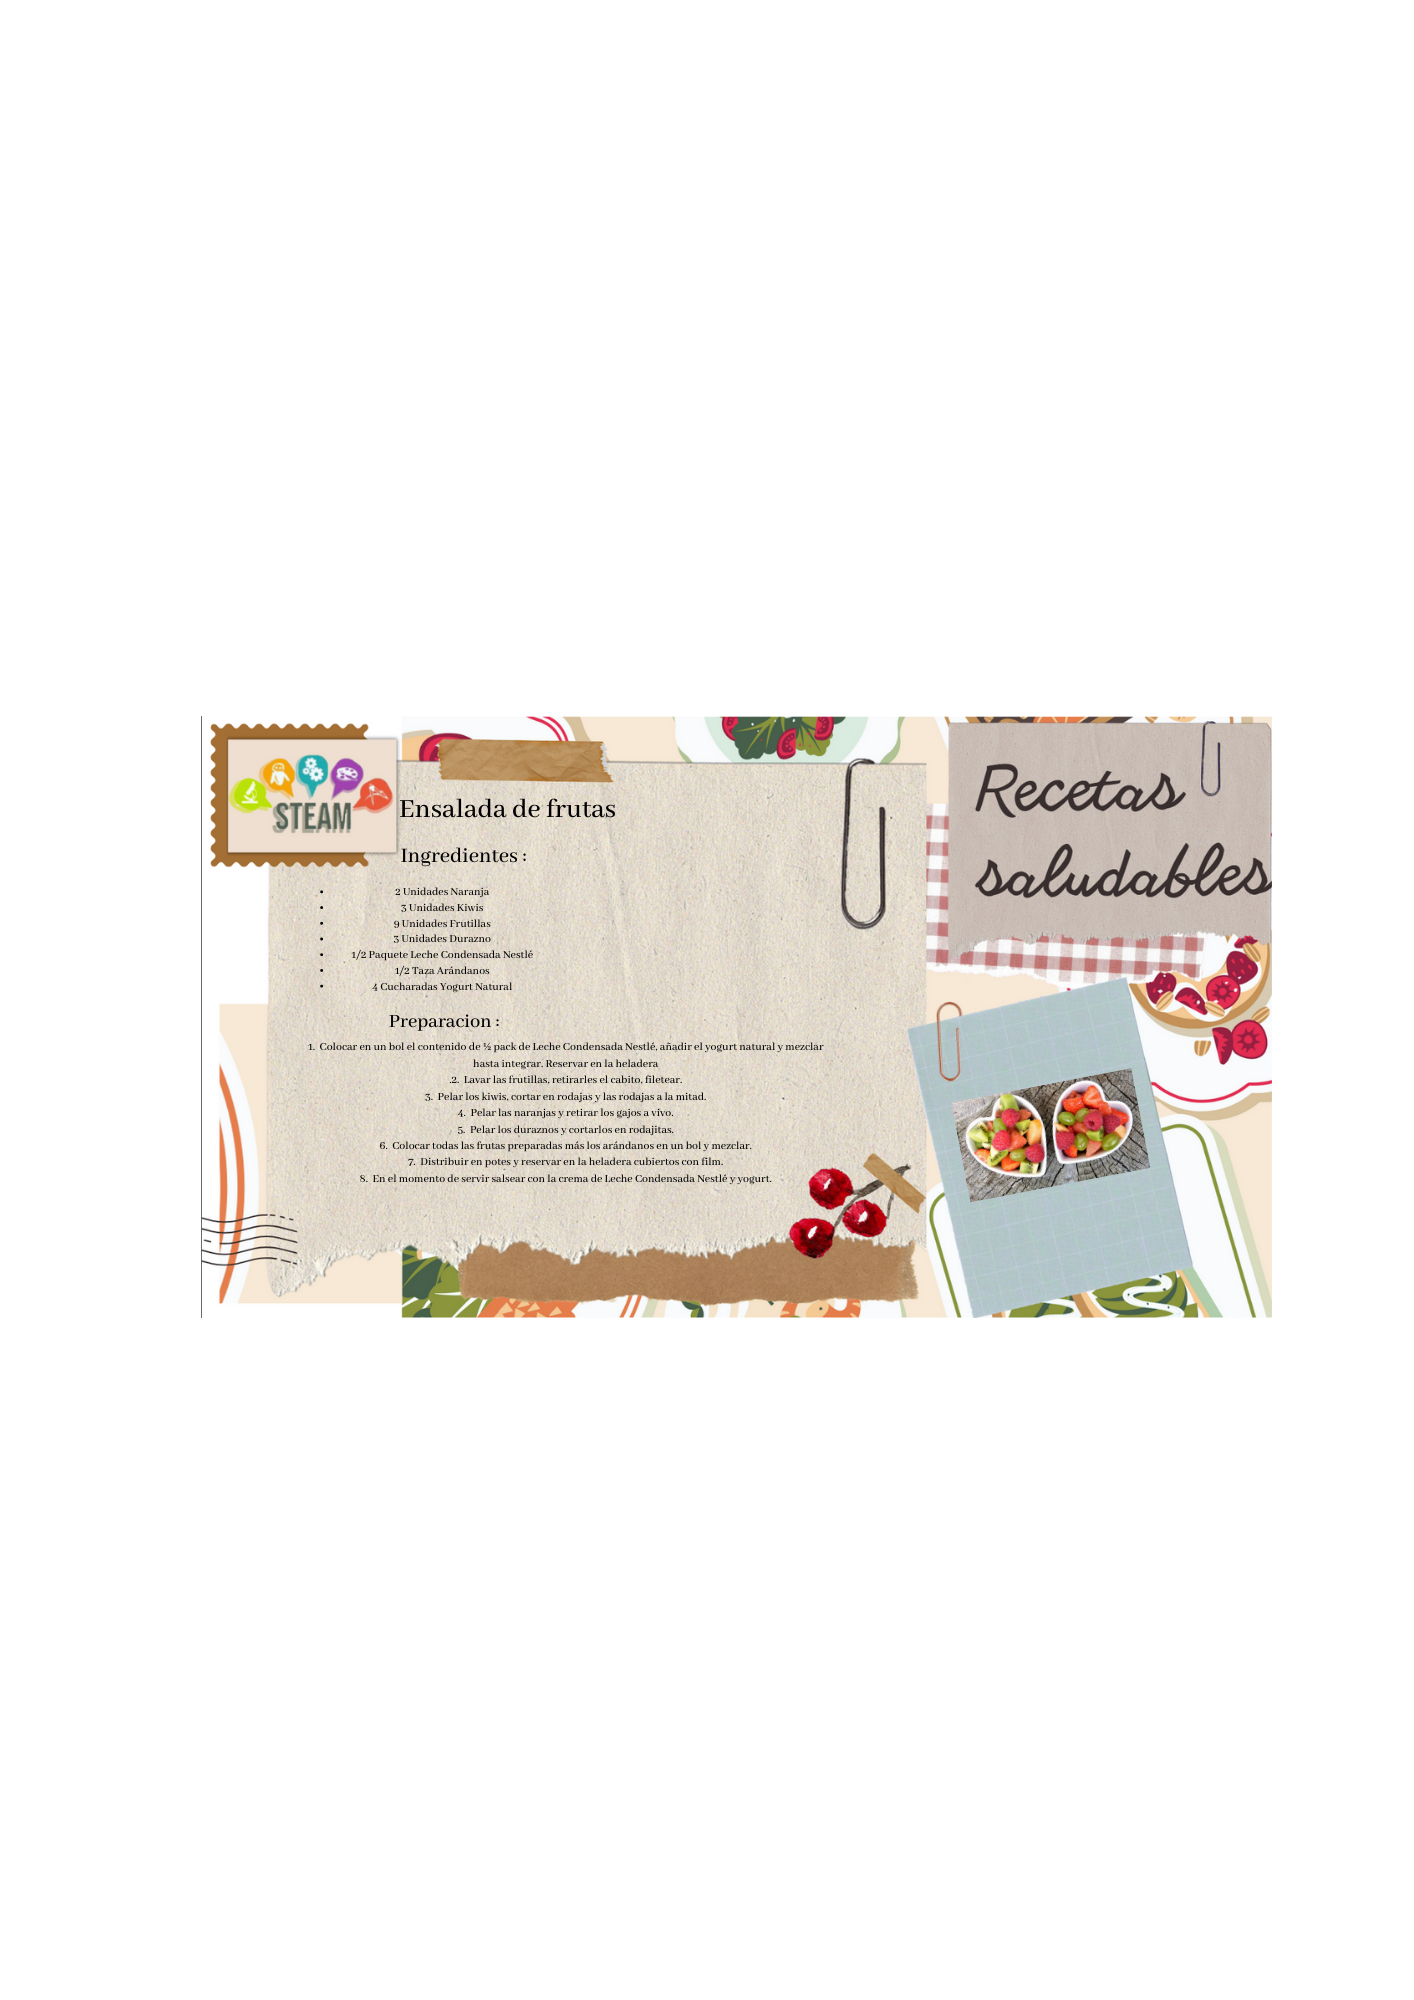 STEAM
Ensalada de frutas
Ingredientes :
• 2 Unidades Naranja
• 3 Unidades Kiwis
• 9 Unidades Frutillas
• 3 Unidades Durazno
• 1/2 Paquete Leche Condensada Nestlé
• 1/2 Taza Arándanos
• 4 Cucharadas Yogurt Natural
Preparacion :
1. Colocar en un bol el contenido de ½ pack de Leche Condensada Nestlé, añadir el yogurt natural y mezclar
hasta integrar. Reservar en la heladera
.2. Lavar las frutillas, retirarles el cabito, filetear.
3. Pelar los kiwis, cortar en rodajas y las rodajas a la mitad.
4. Pelar las naranjas y retirar los gajos a vivo.
5. Pelar los duraznos y cortarlos en rodajitas.
6. Colocar todas las frutas preparadas más los arándanos en un bol y mezclar.
7. Distribuir en potes y reservar en la heladera cubiertos con film.
8. En el momento de servir salsear con la crema de Leche Condensada Nestlé y yogurt.
Recetas
saludables